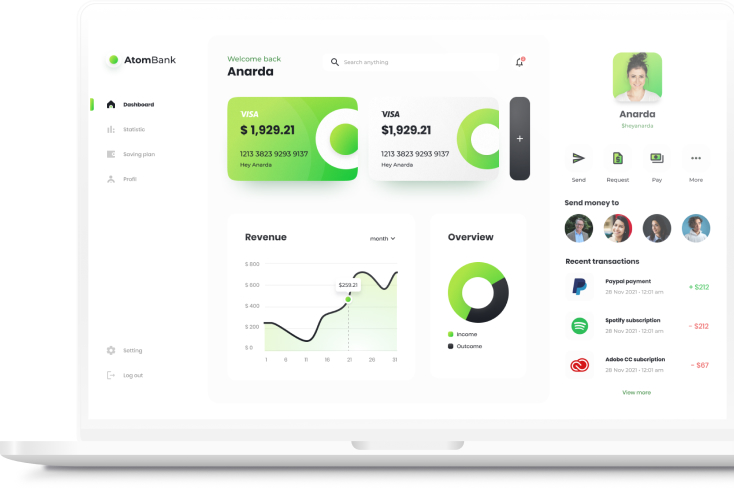 AtomBank
Dashboard
Statistic
Saving plan
Profil
Setting
Log out
Welcome back
Anarda
Search anything
VISA
$ 1,929.21
1213 3823 9293 9137
Hey Anarda
VISA
$1,929.21
1213 3823 9293 9137
Hey Anarda
+
Revenue
month
$ 800
$ 600
$ 400
$ 200
$ 0
$259.21
1 6 11 16 21 26 31
Overview
Income
Outcome
Anarda
$heyanarda
Send
Request
Pay
More
Send money to
Recent transactions
Paypal payment
28 Nov 2021 • 12:01 am
+ $212
Spotify subscription
28 Nov 2021 • 12:01 am
- $212
Adobe CC subcription
28 Nov 2021 • 12:01 am
- $67
View more